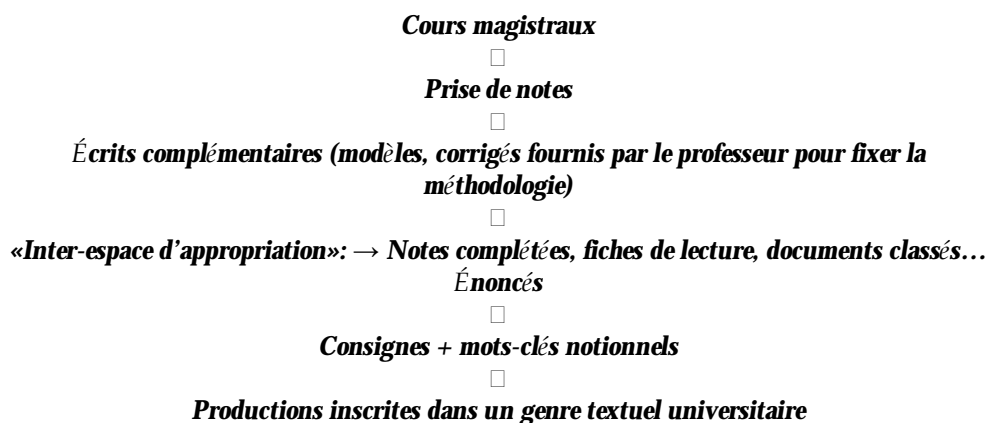 Cours magistraux
□
Prise de notes
□
Écrits complémentaires (modèles, corrigés fournis par le professeur pour fixer la
méthodologie)
□
«Inter-espace d’appropriation»: → Notes complétées, fiches de lecture, documents classés…
Énoncés
□
Consignes + mots-clés notionnels
□
Productions inscrites dans un genre textuel universitaire